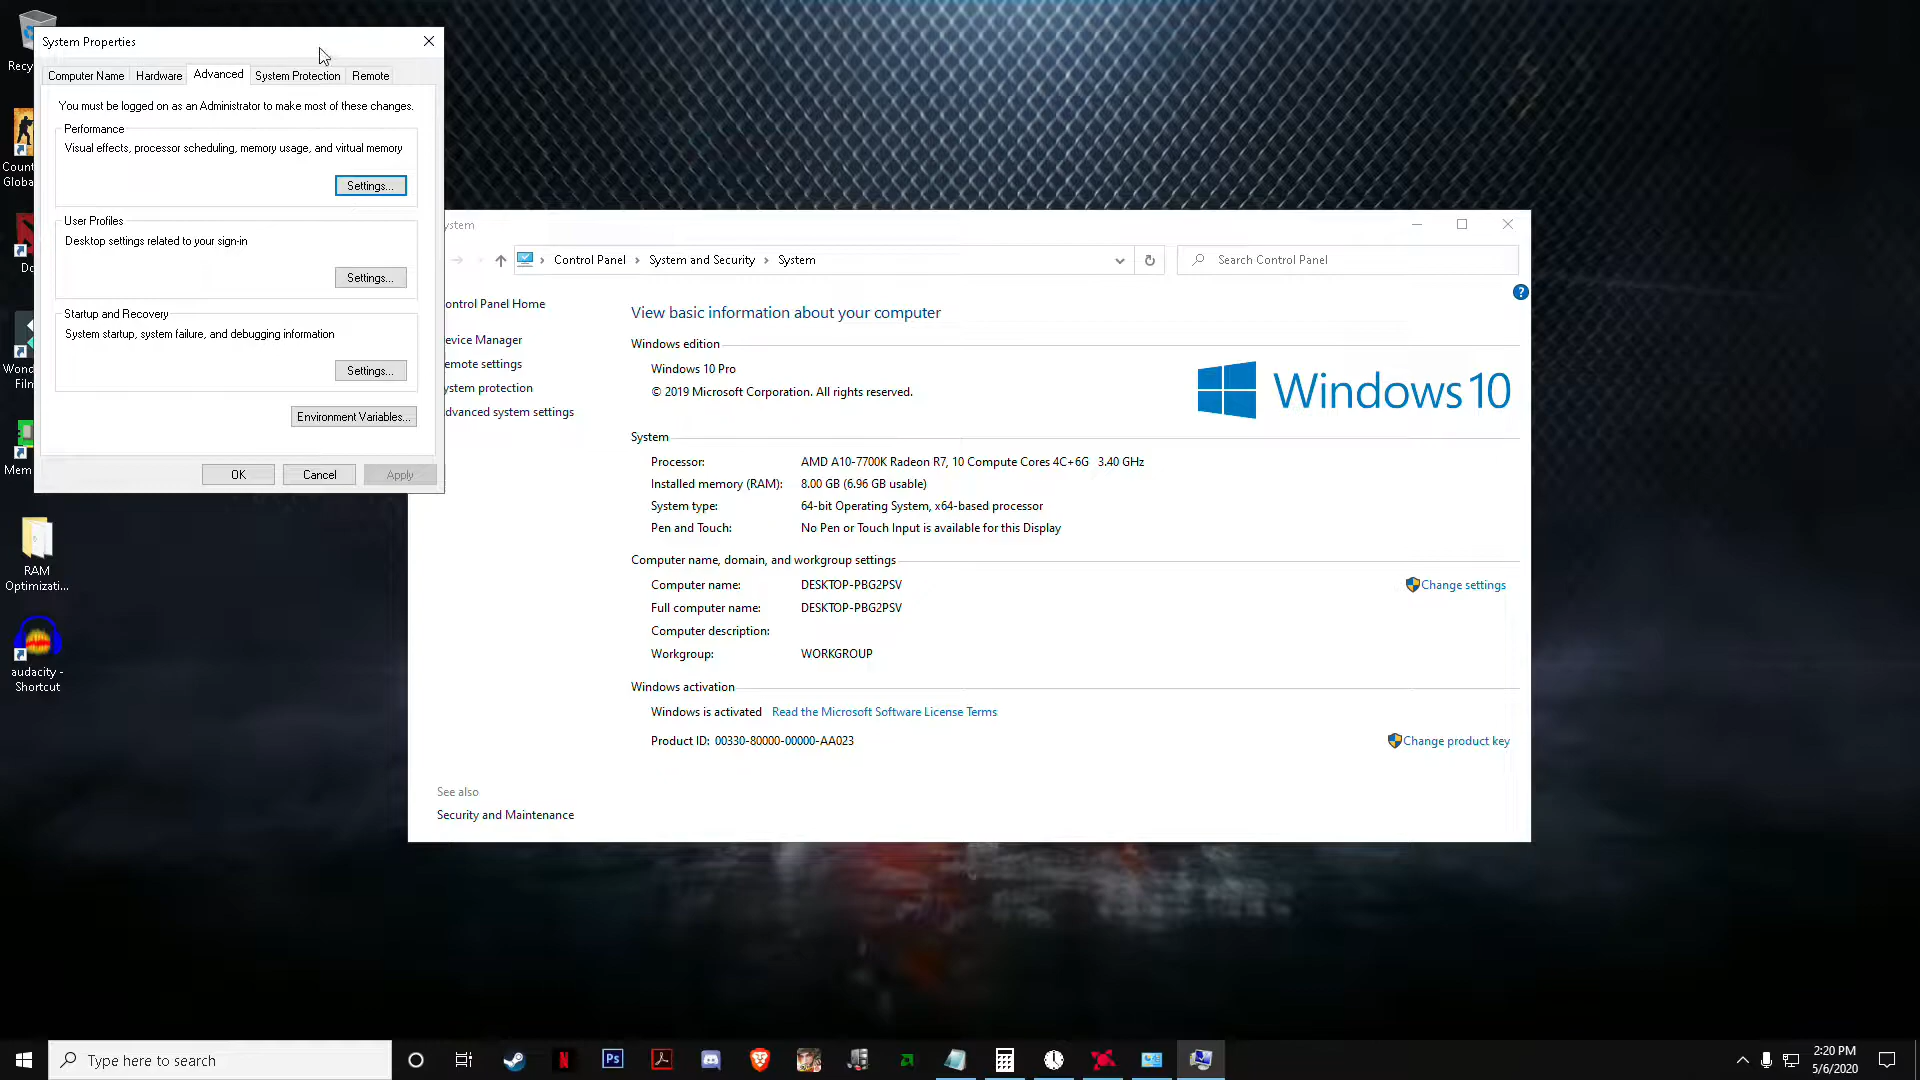 System Properties
Computer Name
Hardware
Advanced
System Protection
Remote
You must be logged on as an Administrator to make most of these changes.
Performance
Visual effects, processor scheduling, memory usage, and virtual memory
Settings...
User Profiles
Desktop settings related to your sign-in
Settings...
Startup and Recovery
System startup, system failure, and debugging information
Settings...
Environment Variables...
OK
Cancel
Apply
Recy
Coun
Global
Do
Won
Film
Mem
RAM
Optimizati...
audacity -
Shortcut
ystem
Control Panel
System and Security
System
Search Control Panel
ontrol Panel Home
evice Manager
emote settings
ystem protection
dvanced system settings
See also
Security and Maintenance
View basic information about your computer
Windows edition
Windows 10 Pro
© 2019 Microsoft Corporation. All rights reserved.
Windows 10
System
Processor: AMD A10-7700K Radeon R7, 10 Compute Cores 4C+6G 3.40 GHz
Installed memory (RAM): 8.00 GB (6.96 GB usable)
System type: 64-bit Operating System, x64-based processor
Pen and Touch: No Pen or Touch Input is available for this Display
Computer name, domain, and workgroup settings
Computer name: DESKTOP-PBG2PSV
Change settings
Full computer name: DESKTOP-PBG2PSV
Computer description:
Workgroup: WORKGROUP
Windows activation
Windows is activated Read the Microsoft Software License Terms
Product ID: 00330-80000-00000-AA023
Change product key
Type here to search
Ps
2:20 PM
5/6/2020